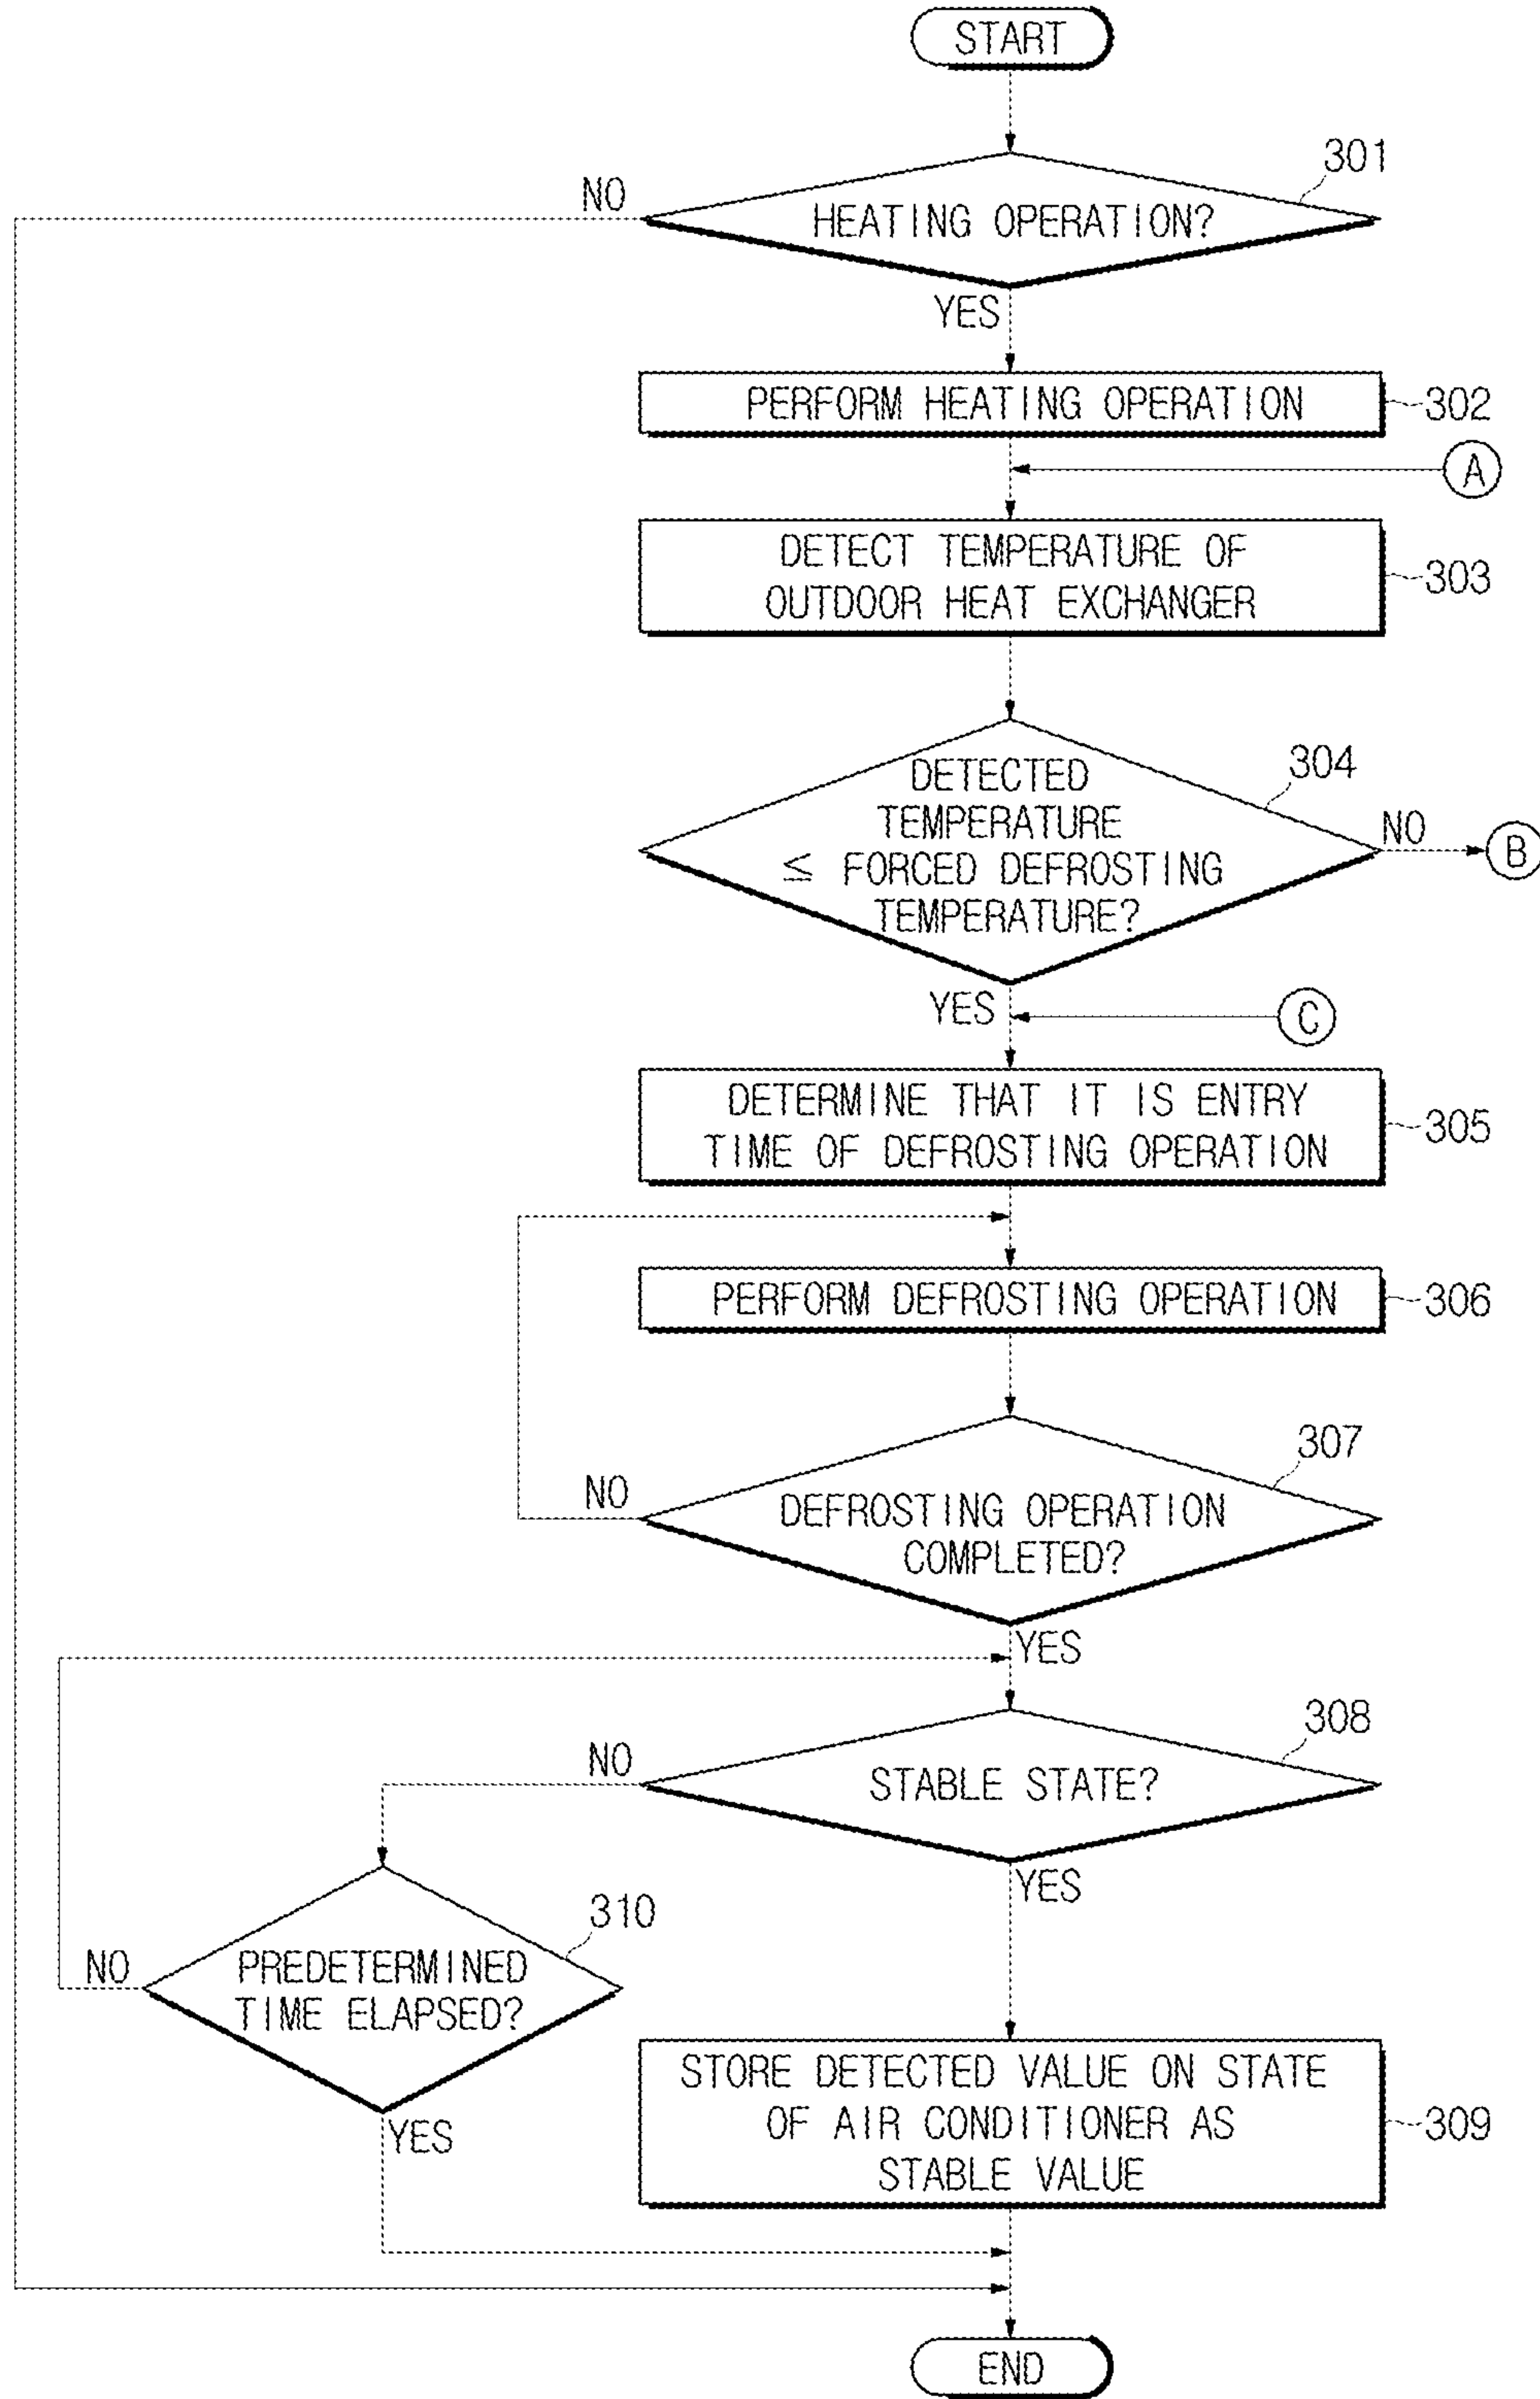 START
301
NO
HEATING OPERATION?
YES
PERFORM HEATING OPERATION
302
A
DETECT TEMPERATURE OF
OUTDOOR HEAT EXCHANGER
303
304
DETECTED
TEMPERATURE
≤ FORCED DEFROSTING
TEMPERATURE?
NO
B
YES
C
DETERMINE THAT IT IS ENTRY
TIME OF DEFROSTING OPERATION
305
PERFORM DEFROSTING OPERATION
306
307
NO
DEFROSTING OPERATION
COMPLETED?
YES
308
NO
STABLE STATE?
YES
310
NO
PREDETERMINED
TIME ELAPSED?
YES
STORE DETECTED VALUE ON STATE
OF AIR CONDITIONER AS
STABLE VALUE
309
END